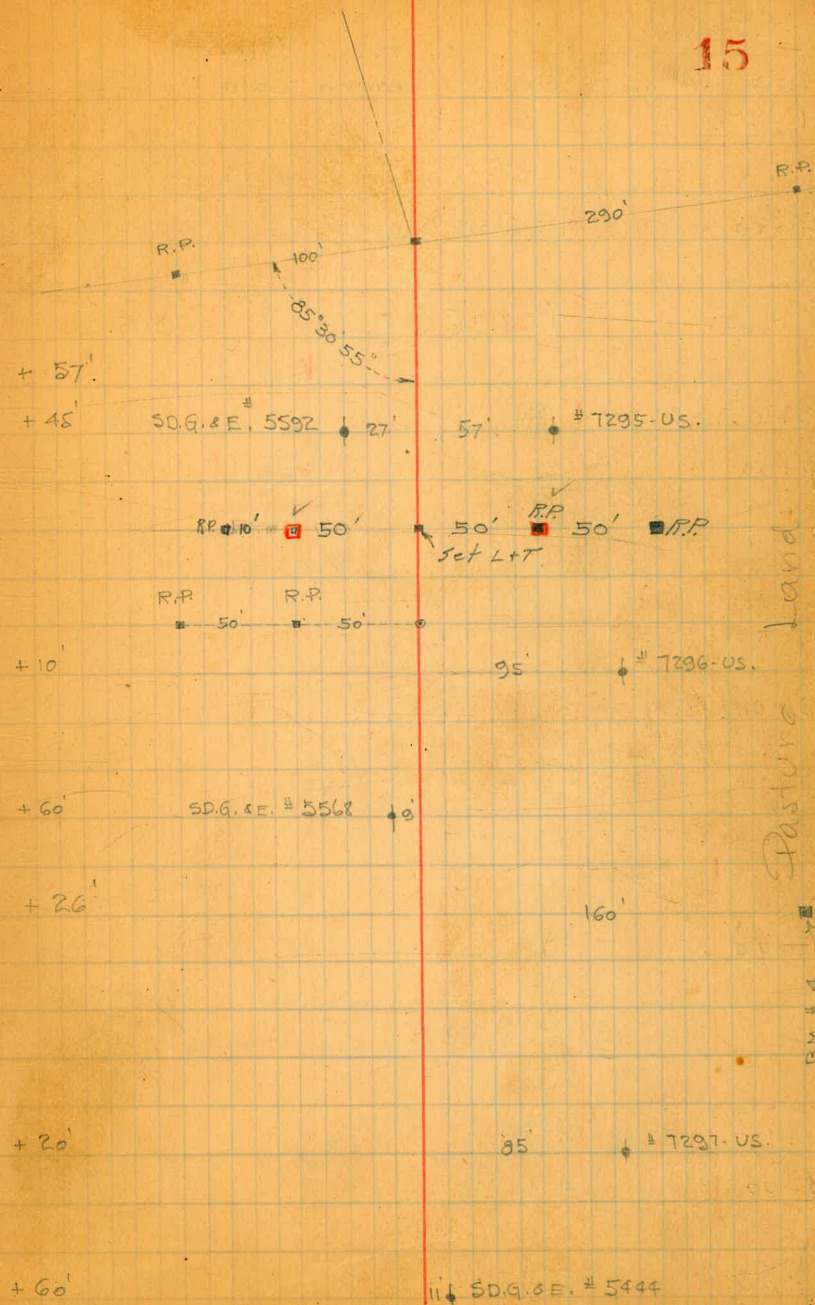 15
R.P.
290'
R.P.
100'
85°30'55"
+ 57'
+ 45' SD.G. & E. # 5592 27' 57' # 7295-US.
R.P. 10' 50' 50' R.P. 50' R.P.
Set L+T
R.P. R.P.
50' 50'
+ 10' 95' # 7296-US.
Pasture Land
+ 60' SD.G. & E. # 5568 9'
+ 26' 160'
+ 20' # 7297-US.
+ 60' 11' SD.G. & E. # 5444